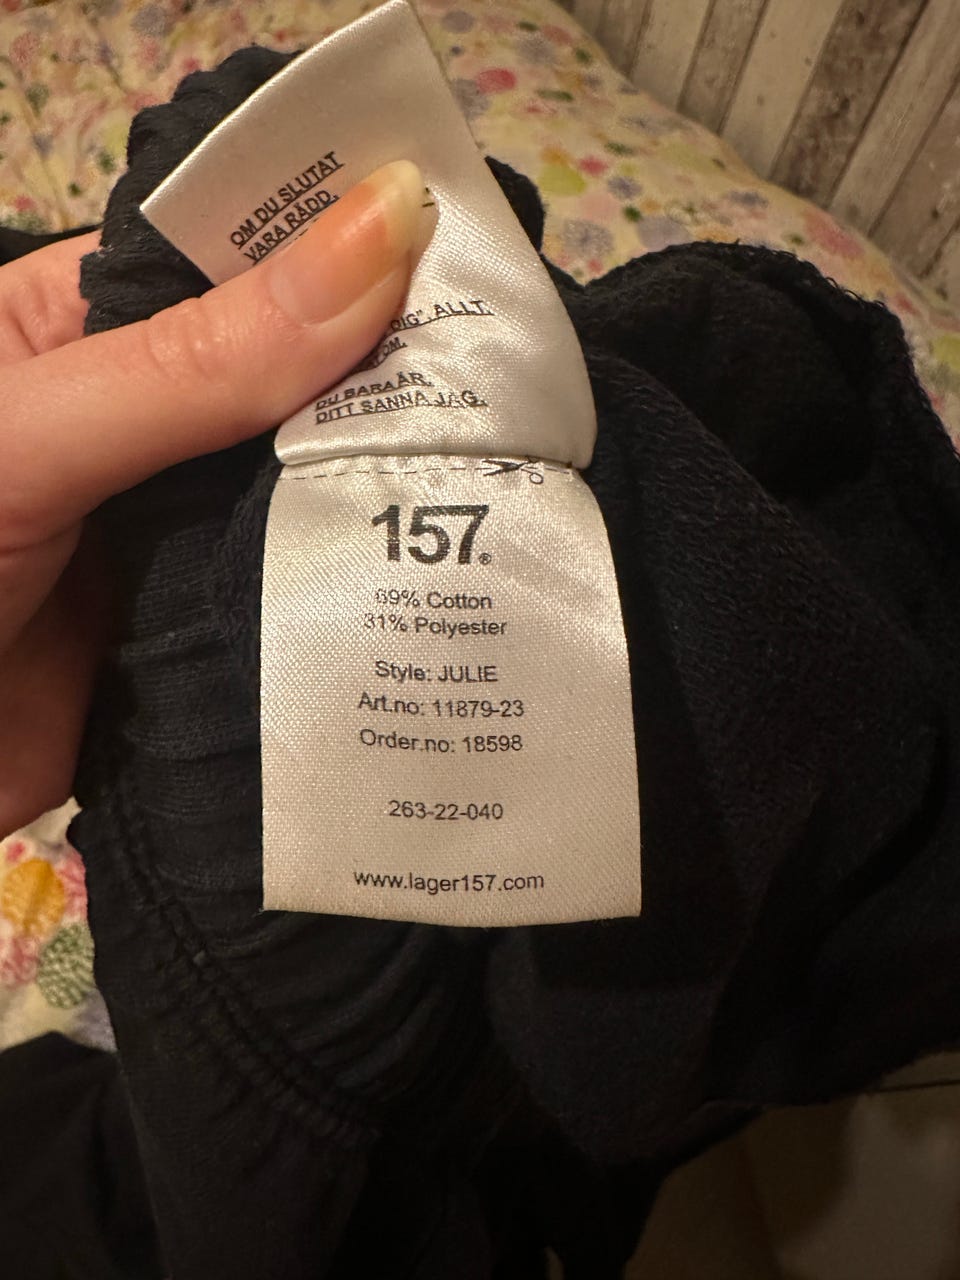 OM DU SLUTAT
VARA RÄDD.
DIG" ALLT.
OM.
DU BARA ÄR.
DITT SANNA JAG.
157®
69% Cotton
31% Polyester
Style: JULIE
Art.no: 11879-23
Order.no: 18598
263-22-040
www.lager157.com